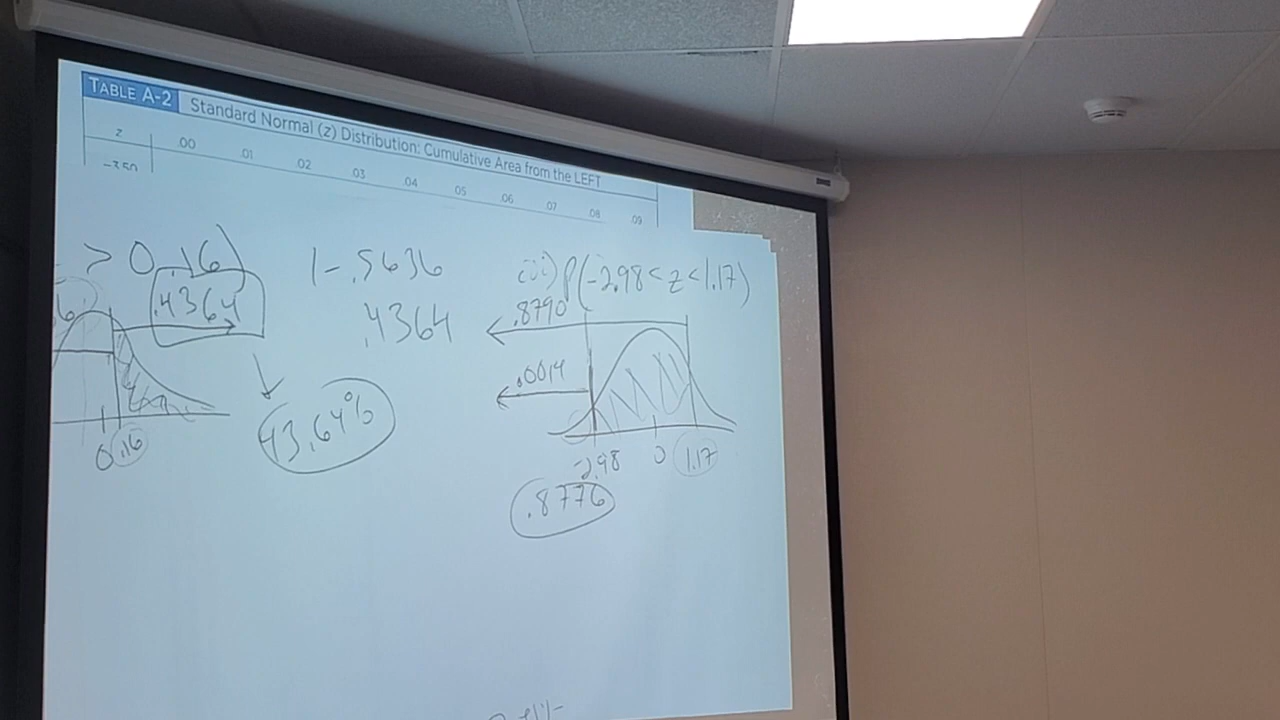 TABLE A-2 Standard Normal (z) Distribution: Cumulative Area from the LEFT
z .00 .01 .02 .03 .04 .05 .06 .07 .08 .09
> 0.16)
.4364
0 .16
1-.5636
.4364
43.64%
P(-2.98 < z < 1.17)
.8790
.0014
-2.98 0 1.17
.8776